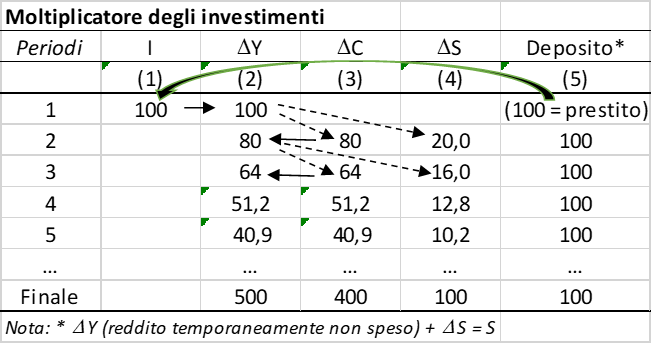 Moltiplicatore degli investimenti
Periodi I ΔY ΔC ΔS Deposito*
(1) (2) (3) (4) (5)
1 100 100 (100 = prestito)
2 80 80 20,0 100
3 64 64 16,0 100
4 51,2 51,2 12,8 100
5 40,9 40,9 10,2 100
... ... ... ... ...
Finale 500 400 100 100
Nota: * ΔY (reddito temporaneamente non speso) + ΔS = S